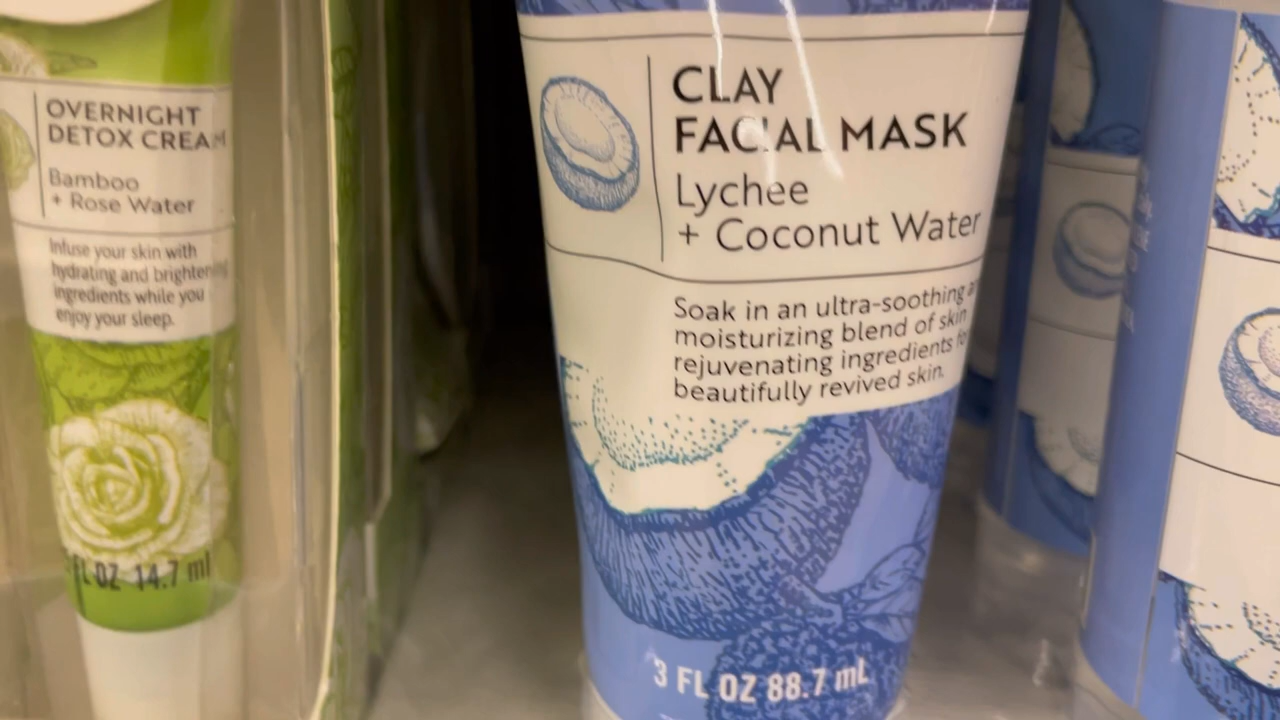 OVERNIGHT
DETOX CREAM
Bamboo
+ Rose Water
Infuse your skin with
hydrating and brightening
ingredients while you
enjoy your sleep.
FL OZ 14.7 ml
CLAY
FACIAL MASK
Lychee
+ Coconut Water
Soak in an ultra-soothing
moisturizing blend of skin
rejuvenating ingredients
beautifully revived skin.
3 FL OZ 88.7 mL